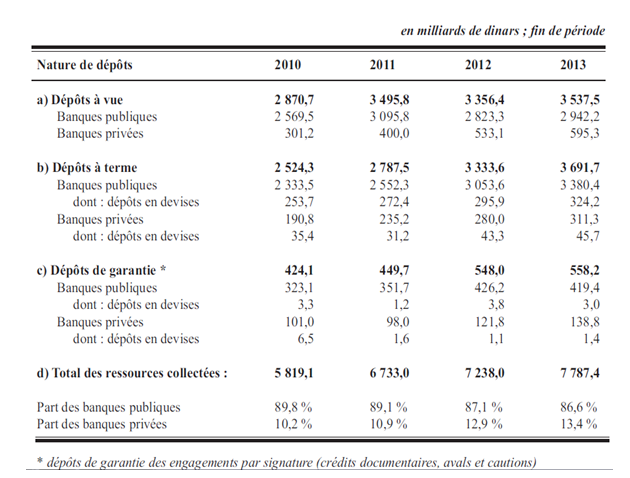 en milliards de dinars ; fin de période
Nature de dépôts 2010 2011 2012 2013
a) Dépôts à vue 2 870,7 3 495,8 3 356,4 3 537,5
Banques publiques 2 569,5 3 095,8 2 823,3 2 942,2
Banques privées 301,2 400,0 533,1 595,3
b) Dépôts à terme 2 524,3 2 787,5 3 333,6 3 691,7
Banques publiques 2 333,5 2 552,3 3 053,6 3 380,4
dont : dépôts en devises 253,7 272,4 295,9 324,2
Banques privées 190,8 235,2 280,0 311,3
dont : dépôts en devises 35,4 31,2 43,3 45,7
c) Dépôts de garantie * 424,1 449,7 548,0 558,2
Banques publiques 323,1 351,7 426,2 419,4
dont : dépôts en devises 3,3 1,2 3,8 3,0
Banques privées 101,0 98,0 121,8 138,8
dont : dépôts en devises 6,5 1,6 1,1 1,4
d) Total des ressources collectées : 5 819,1 6 733,0 7 238,0 7 787,4
Part des banques publiques 89,8 % 89,1 % 87,1 % 86,6 %
Part des banques privées 10,2 % 10,9 % 12,9 % 13,4 %
* dépôts de garantie des engagements par signature (crédits documentaires, avals et cautions)